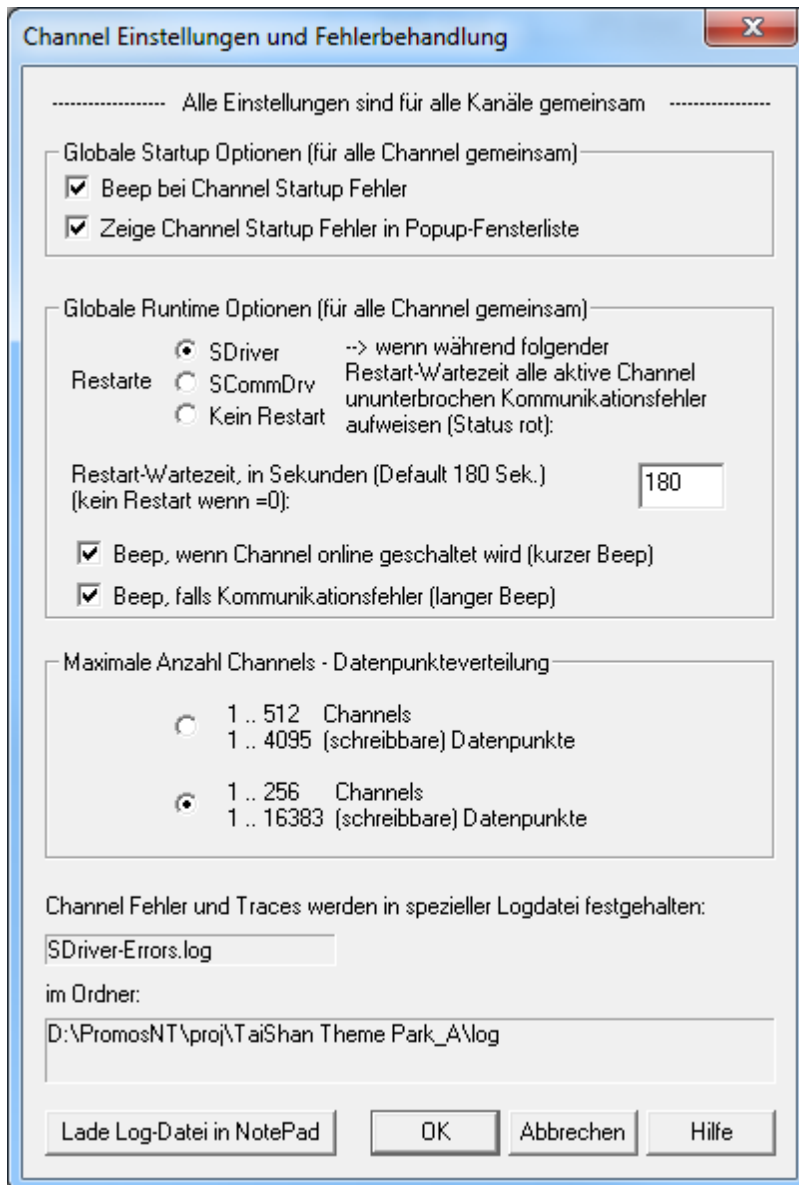 Channel Einstellungen und Fehlerbehandlung
------------------- Alle Einstellungen sind für alle Kanäle gemeinsam -----------------
Globale Startup Optionen (für alle Channel gemeinsam)
Beep bei Channel Startup Fehler
Zeige Channel Startup Fehler in Popup-Fensterliste
Globale Runtime Optionen (für alle Channel gemeinsam)
Restarte
SDriver
SCommDrv
Kein Restart
--> wenn während folgender
Restart-Wartezeit alle aktive Channel
ununterbrochen Kommunikationsfehler
aufweisen (Status rot):
Restart-Wartezeit, in Sekunden (Default 180 Sek.)
(kein Restart wenn =0):
180
Beep, wenn Channel online geschaltet wird (kurzer Beep)
Beep, falls Kommunikationsfehler (langer Beep)
Maximale Anzahl Channels - Datenpunkteverteilung
1 .. 512 Channels
1 .. 4095 (schreibbare) Datenpunkte
1 .. 256 Channels
1 .. 16383 (schreibbare) Datenpunkte
Channel Fehler und Traces werden in spezieller Logdatei festgehalten:
SDriver-Errors.log
im Ordner:
D:\PromosNT\proj\TaiShan Theme Park_A\log
Lade Log-Datei in NotePad
OK
Abbrechen
Hilfe